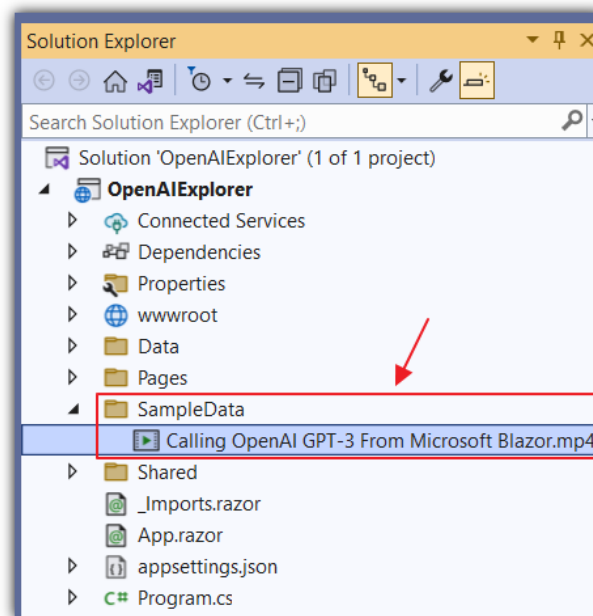 Solution Explorer
Search Solution Explorer (Ctrl+;)
Solution 'OpenAIExplorer' (1 of 1 project)
OpenAIExplorer
Connected Services
Dependencies
Properties
wwwroot
Data
Pages
SampleData
Calling OpenAI GPT-3 From Microsoft Blazor.mp4
Shared
_Imports.razor
App.razor
appsettings.json
C# Program.cs